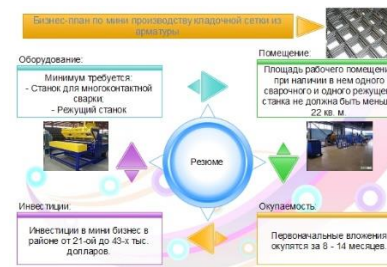 Бизнес-план по мини производству кладочной сетки из
арматуры
Оборудование:
Минимум требуется:
- Станок для многоконтактной
сварки;
- Режущий станок
Помещение:
Площадь рабочего помещени
при наличии в нем одного
сварочного и одного режущег
станка не должна быть меньш
22 кв. м.
Резюме
Инвестиции:
Инвестиции в мини бизнес в
районе от 21-ой до 43-х тыс.
долларов.
Окупаемость:
Первоначальные вложения
окупятся за 8 - 14 месяцев.